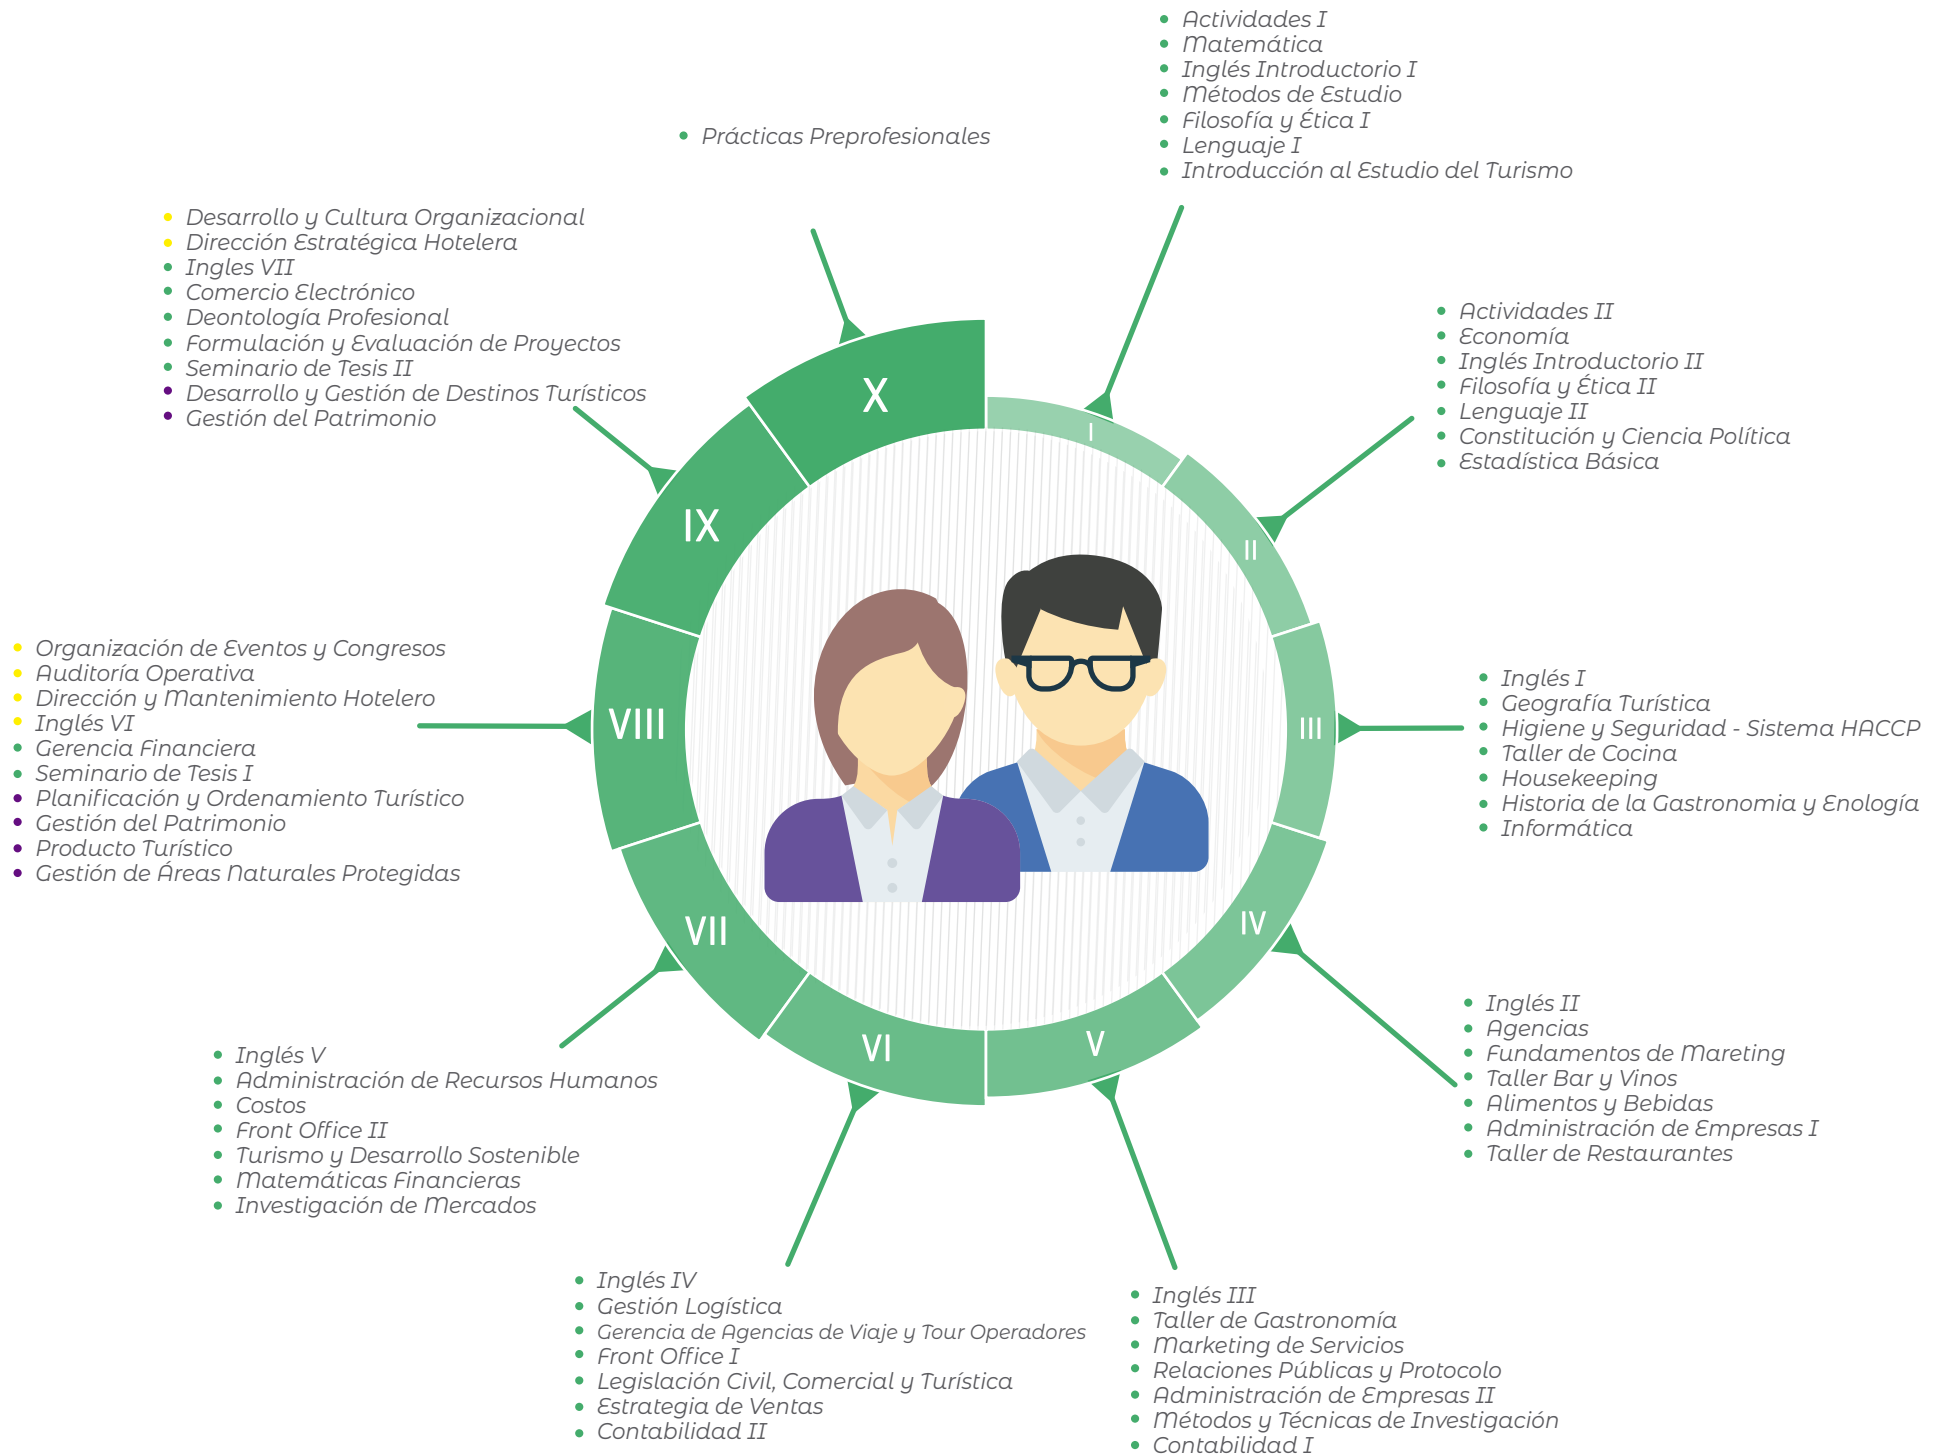 Actividades I
Matemática
Inglés Introductorio I
Métodos de Estudio
Filosofía y Ética I
Lenguaje I
Introducción al Estudio del Turismo
I
Actividades II
Economía
Inglés Introductorio II
Filosofía y Ética II
Lenguaje II
Constitución y Ciencia Política
Estadística Básica
II
Inglés I
Geografía Turística
Higiene y Seguridad - Sistema HACCP
Taller de Cocina
Housekeeping
Historia de la Gastronomia y Enología
Informática
III
Inglés II
Agencias
Fundamentos de Mareting
Taller Bar y Vinos
Alimentos y Bebidas
Administración de Empresas I
Taller de Restaurantes
IV
Inglés III
Taller de Gastronomía
Marketing de Servicios
Relaciones Públicas y Protocolo
Administración de Empresas II
Métodos y Técnicas de Investigación
Contabilidad I
V
Inglés IV
Gestión Logística
Gerencia de Agencias de Viaje y Tour Operadores
Front Office I
Legislación Civil, Comercial y Turística
Estrategia de Ventas
Contabilidad II
VI
Inglés V
Administración de Recursos Humanos
Costos
Front Office II
Turismo y Desarrollo Sostenible
Matemáticas Financieras
Investigación de Mercados
VII
Organización de Eventos y Congresos
Auditoría Operativa
Dirección y Mantenimiento Hotelero
Inglés VI
Gerencia Financiera
Seminario de Tesis I
Planificación y Ordenamiento Turístico
Gestión del Patrimonio
Producto Turístico
Gestión de Áreas Naturales Protegidas
VIII
Desarrollo y Cultura Organizacional
Dirección Estratégica Hotelera
Ingles VII
Comercio Electrónico
Deontología Profesional
Formulación y Evaluación de Proyectos
Seminario de Tesis II
Desarrollo y Gestión de Destinos Turísticos
Gestión del Patrimonio
IX
Prácticas Preprofesionales
X